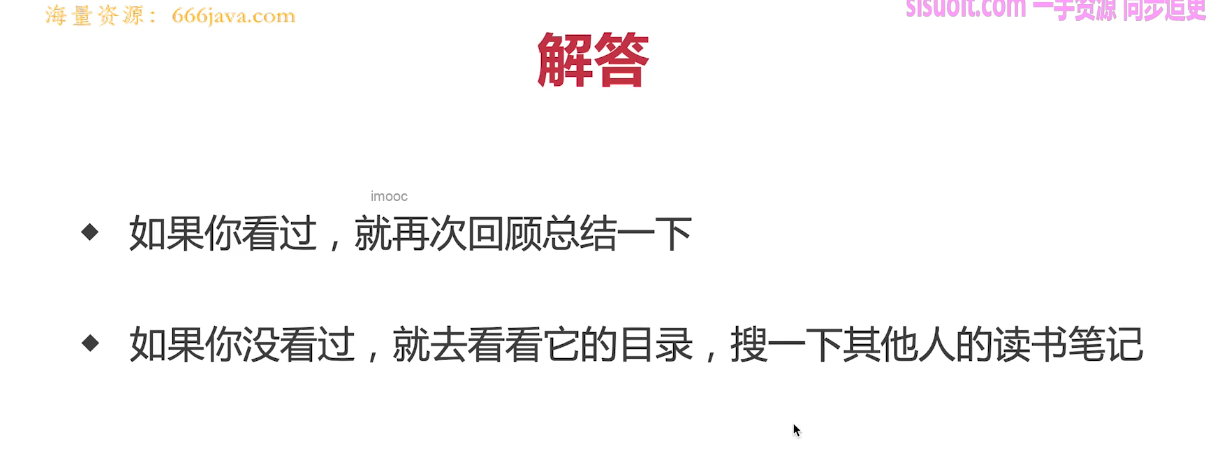 海量资源：666java.com
sisuoit.com 一手资源 同步追更
解答
imooc
◆ 如果你看过，就再次回顾总结一下
◆ 如果你没看过，就去看看它的目录，搜一下其他人的读书笔记